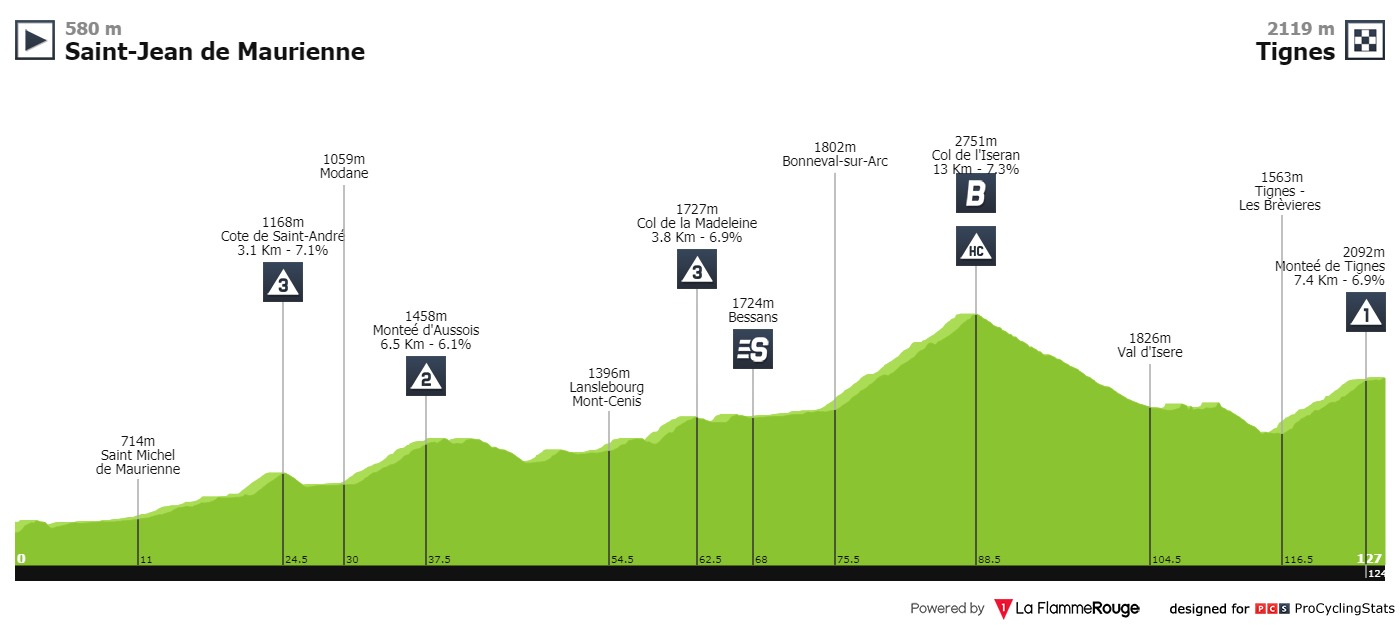 580 m
Saint-Jean de Maurienne
2119 m
Tignes
714m
Saint Michel
de Maurienne
1168m
Cote de Saint-André
3.1 Km - 7.1%
3
1059m
Modane
1458m
Monteé d'Aussois
6.5 Km - 6.1%
2
1396m
Lanslebourg
Mont-Cenis
1727m
Col de la Madeleine
3.8 Km - 6.9%
3
1724m
Bessans
S
1802m
Bonneval-sur-Arc
2751m
Col de l'Iseran
13 Km - 7.3%
B
HC
1826m
Val d'Isere
1563m
Tignes -
Les Brèvieres
2092m
Monteé de Tignes
7.4 Km - 6.9%
1
0
11
24.5
30
37.5
54.5
62.5
68
75.5
88.5
104.5
116.5
127
124
Powered by 1 La FlammeRouge
designed for PCS ProCyclingStats